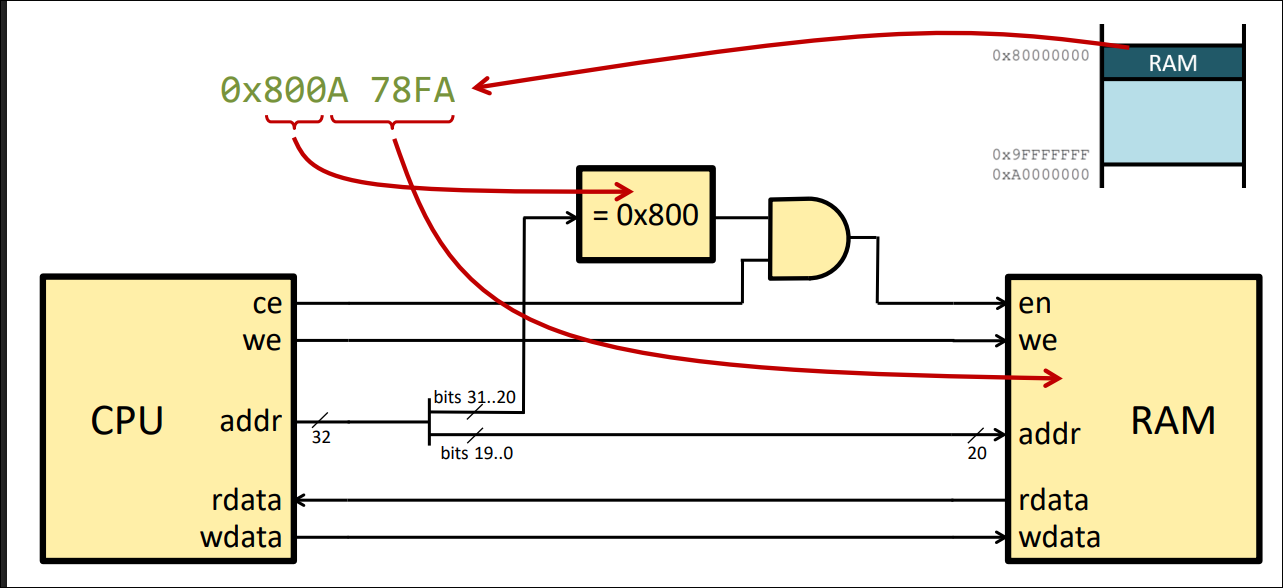 0x80000000
RAM
0x800A 78FA
0x9FFFFFFF
0xA0000000
= 0x800
ce
en
we
we
bits 31..20
CPU
addr
32
bits 19..0
20
addr
RAM
rdata
rdata
wdata
wdata